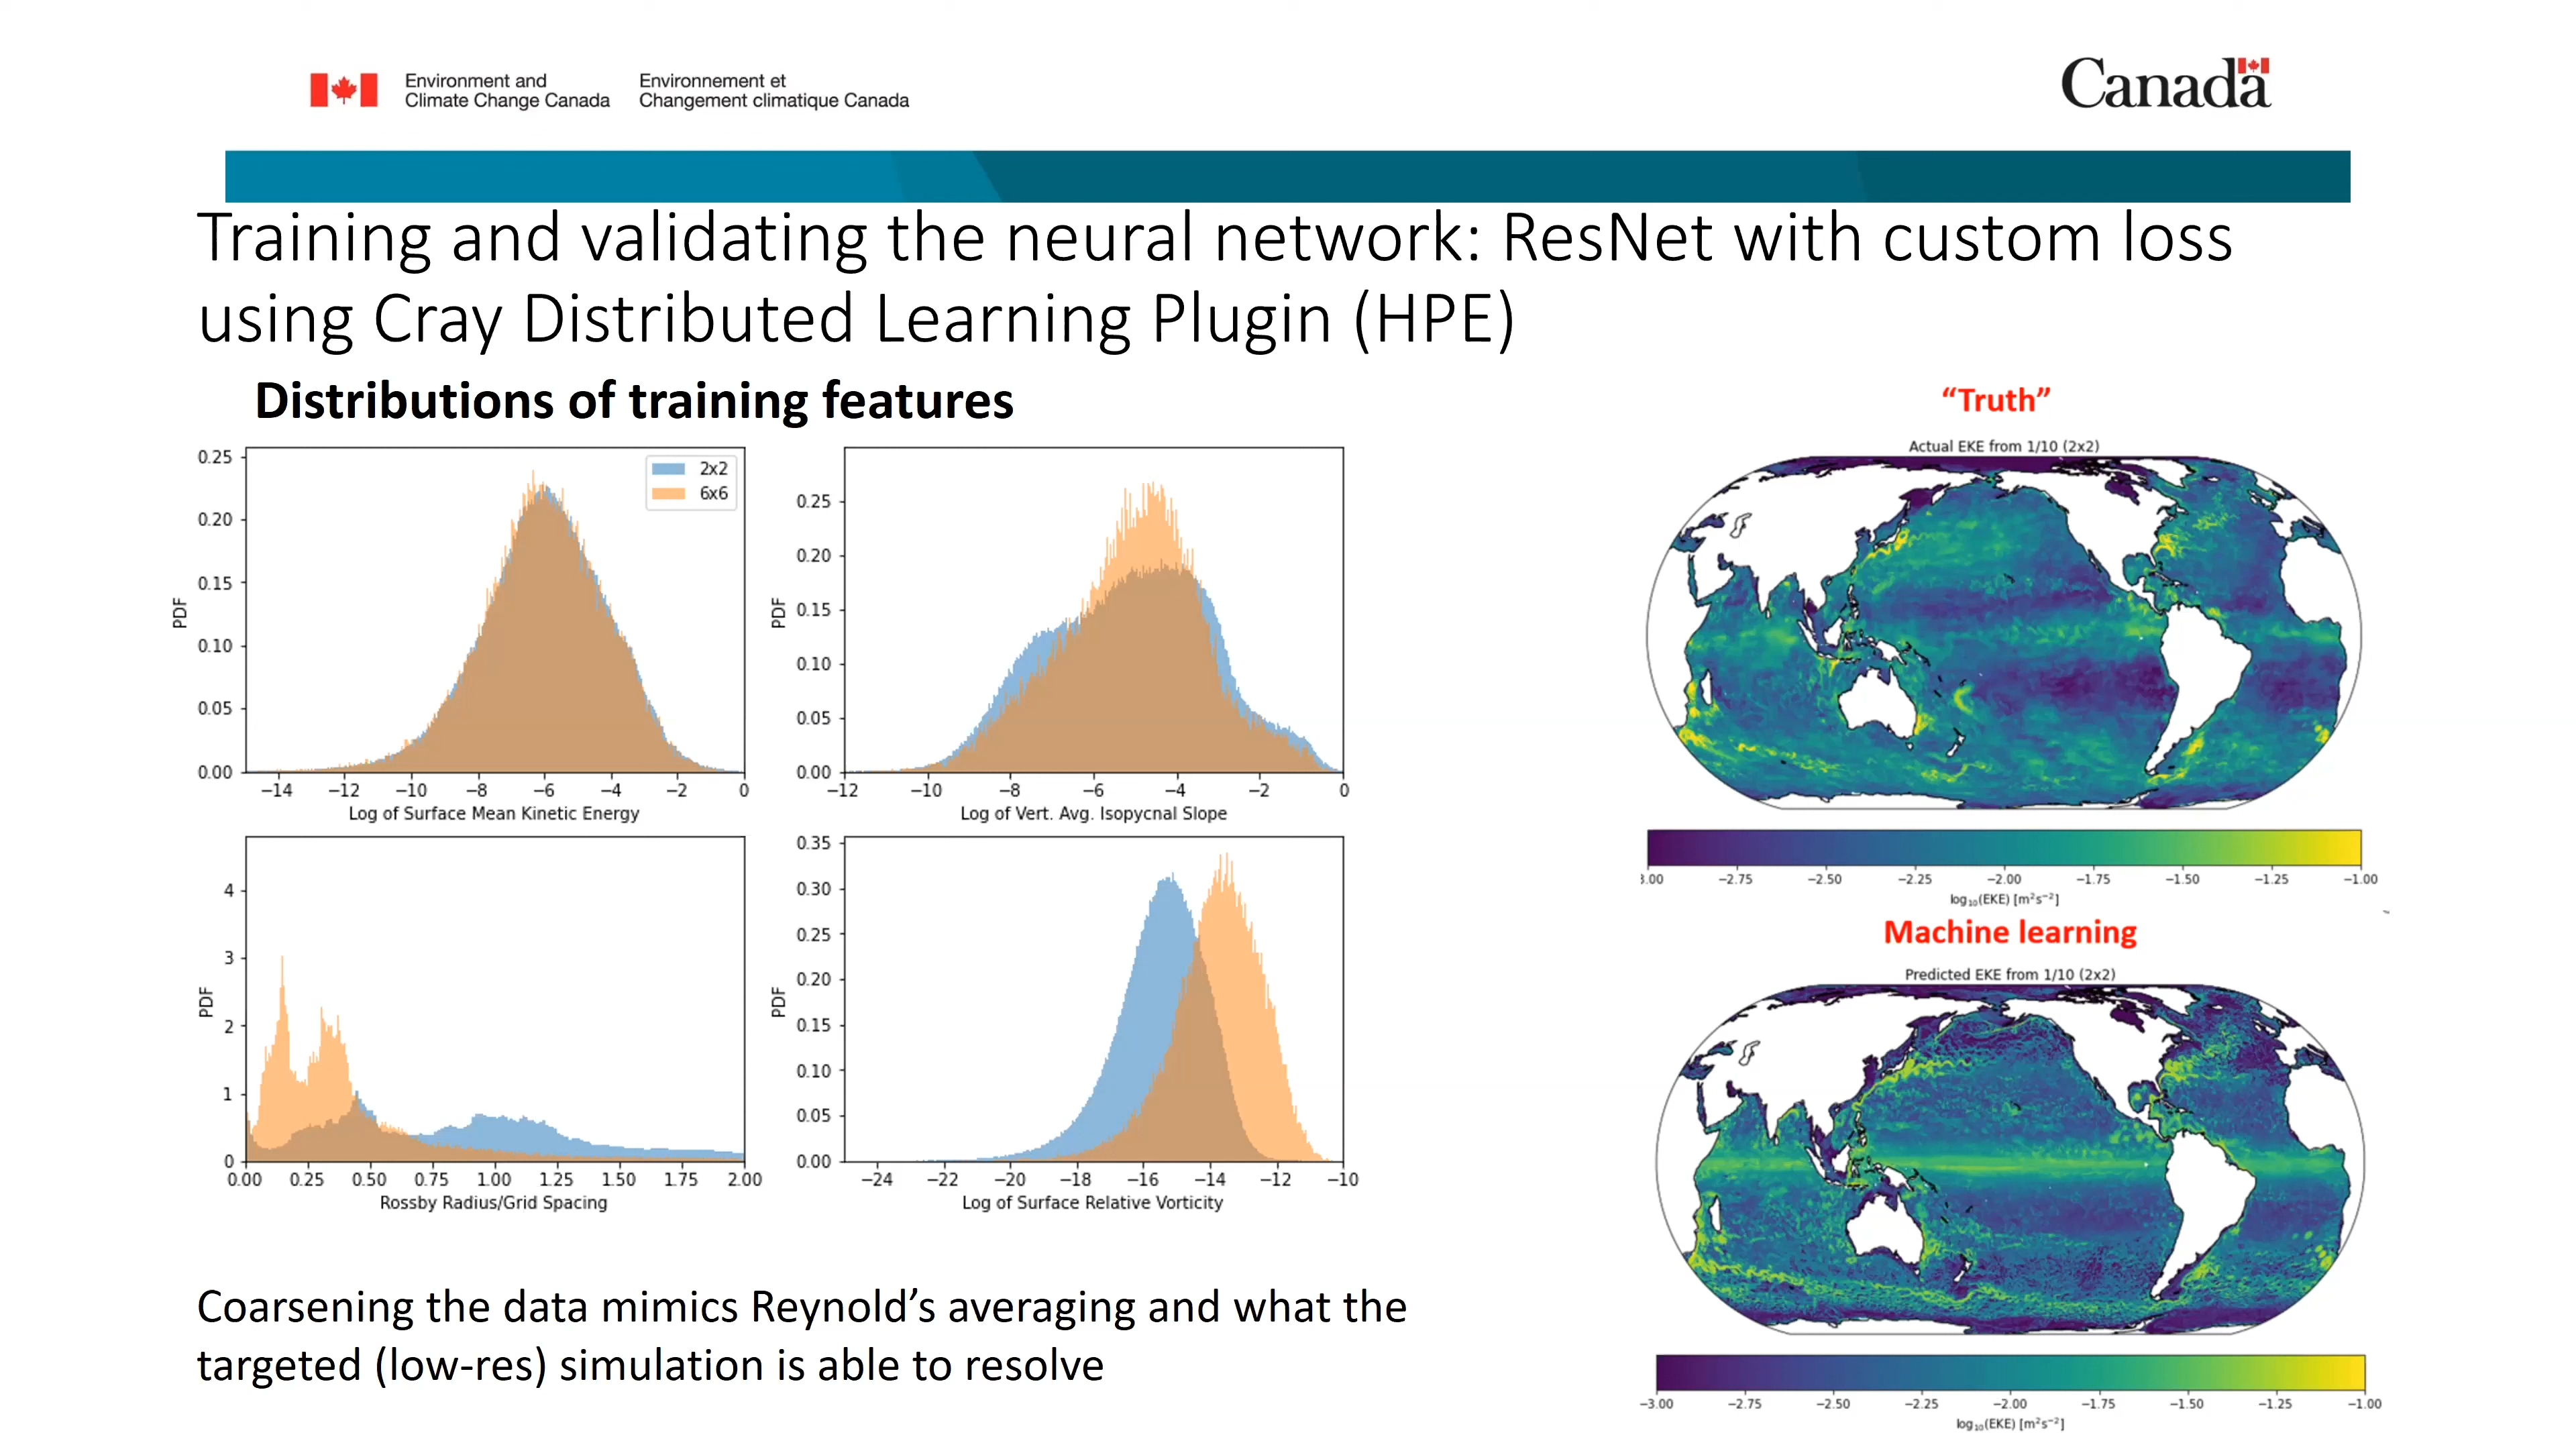 Environment and
Climate Change Canada
Environnement et
Changement climatique Canada
Canada
Training and validating the neural network: ResNet with custom loss
using Cray Distributed Learning Plugin (HPE)
Distributions of training features
0.25
0.20
0.15
0.10
0.05
0.00
PDF
2x2
6x6
−14 −12 −10 −8 −6 −4 −2 0
Log of Surface Mean Kinetic Energy
0.25
0.20
0.15
0.10
0.05
0.00
PDF
−12 −10 −8 −6 −4 −2 0
Log of Vert. Avg. Isopycnal Slope
4
3
2
1
0
PDF
0.00 0.25 0.50 0.75 1.00 1.25 1.50 1.75 2.00
Rossby Radius/Grid Spacing
0.35
0.30
0.25
0.20
0.15
0.10
0.05
0.00
PDF
−24 −22 −20 −18 −16 −14 −12 −10
Log of Surface Relative Vorticity
Coarsening the data mimics Reynold’s averaging and what the
targeted (low-res) simulation is able to resolve
“Truth”
Actual EKE from 1/10 (2x2)
3.00 −2.75 −2.50 −2.25 −2.00 −1.75 −1.50 −1.25 −1.00
log₁₀(EKE) [m²s⁻²]
Machine learning
Predicted EKE from 1/10 (2x2)
−3.00 −2.75 −2.50 −2.25 −2.00 −1.75 −1.50 −1.25 −1.00
log₁₀(EKE) [m²s⁻²]